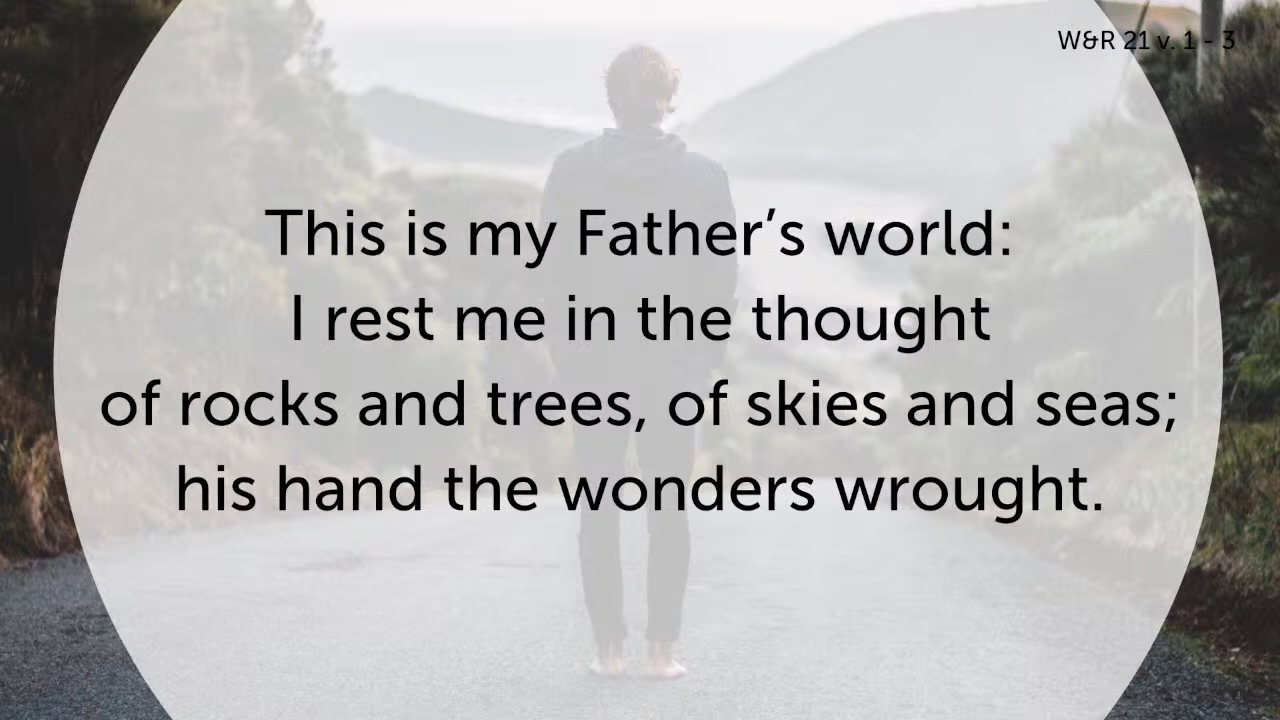 W&R 21 v. 1 - 3
This is my Father’s world:
I rest me in the thought
of rocks and trees, of skies and seas;
his hand the wonders wrought.